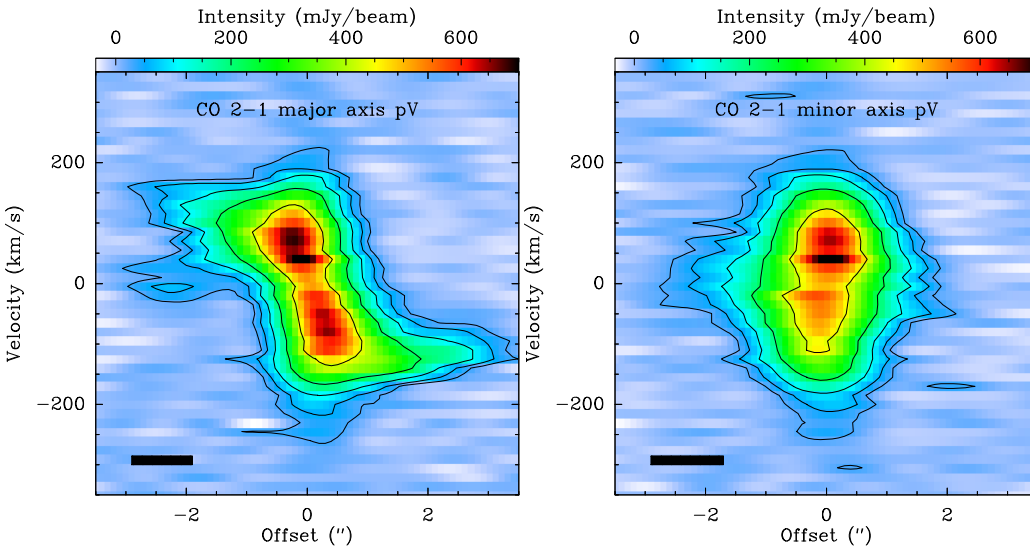 Intensity (mJy/beam) Intensity (mJy/beam)
0 200 400 600 0 200 400 600
CO 2−1 major axis pV CO 2−1 minor axis pV
200 200
Velocity (km/s) Velocity (km/s)
0 0
−200 −200
−2 0 2 −2 0 2
Offset (") Offset (")